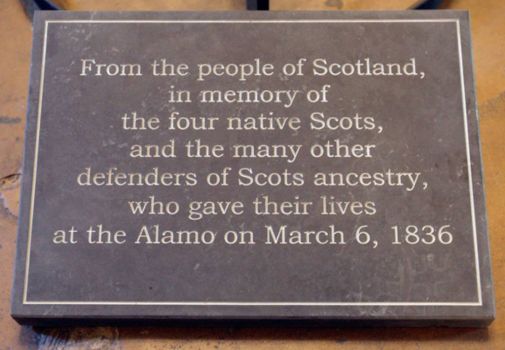 From the people of Scotland,
in memory of
the four native Scots,
and the many other
defenders of Scots ancestry,
who gave their lives
at the Alamo on March 6, 1836